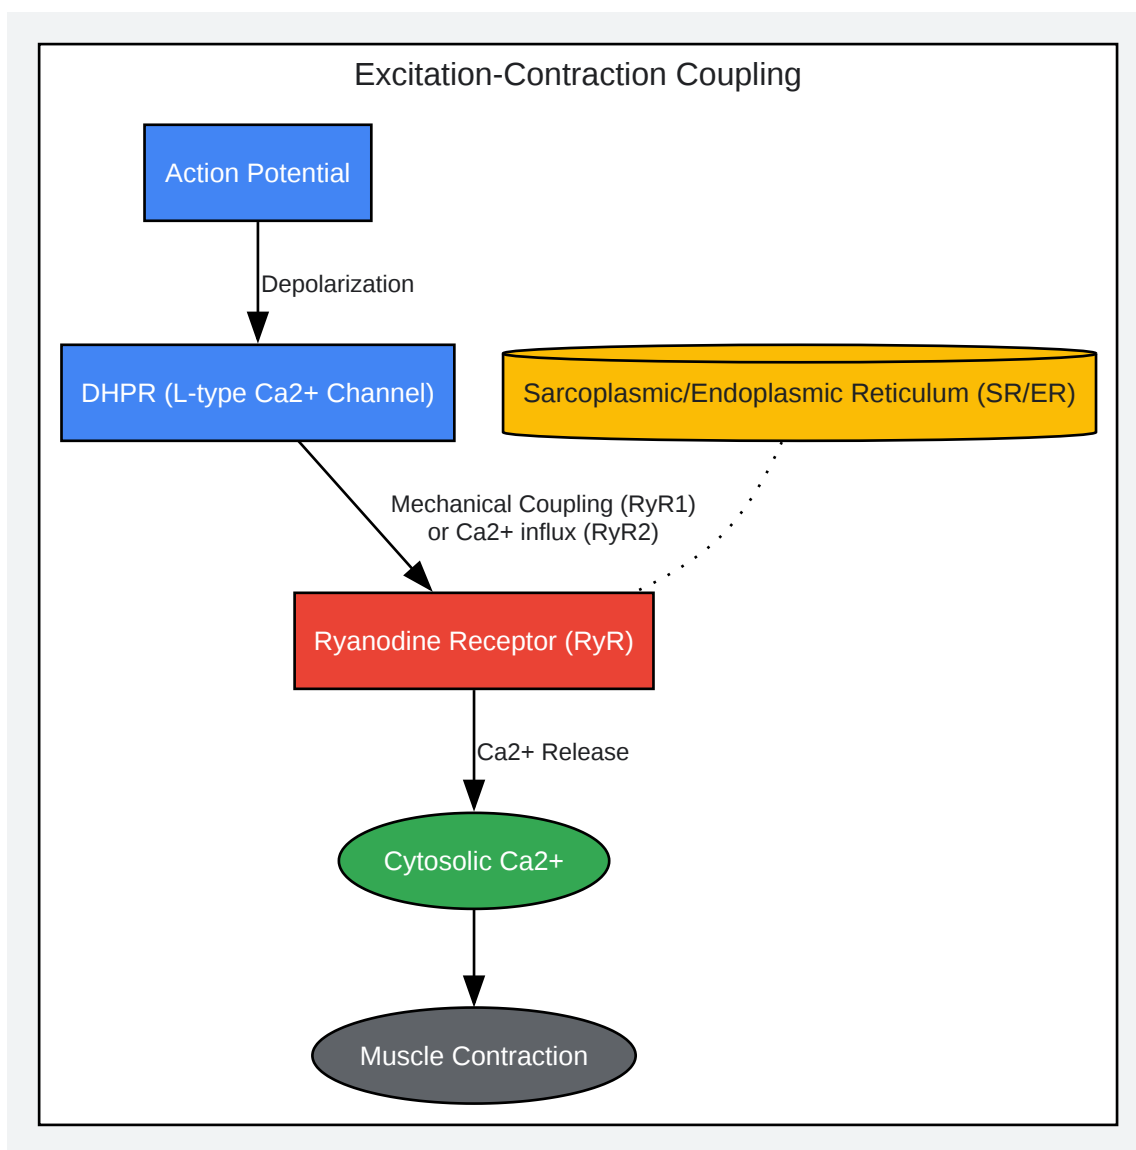 Excitation-Contraction Coupling
Action Potential
Depolarization
DHPR (L-type Ca2+ Channel)
Sarcoplasmic/Endoplasmic Reticulum (SR/ER)
Mechanical Coupling (RyR1)
or Ca2+ influx (RyR2)
Ryanodine Receptor (RyR)
Ca2+ Release
Cytosolic Ca2+
Muscle Contraction